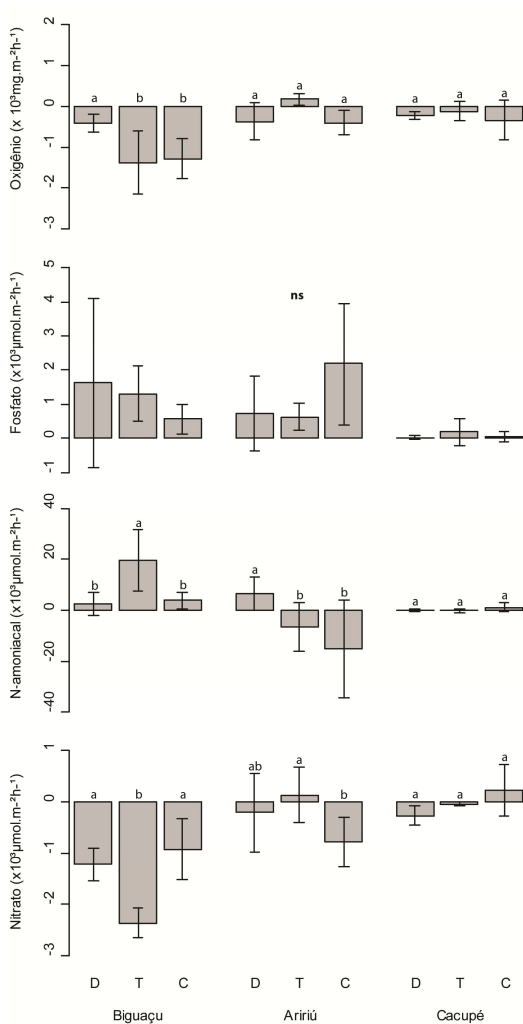 Oxigênio (x 10³mg.m-²h-¹)
2
1
0
-1
-2
-3
a b b
a a a
a a a
Fosfato (x10³µmol.m-²h-¹)
5
4
3
2
1
0
-1
ns
N-amoniacal (x10³µmol.m-²h-¹)
40
20
0
-20
-40
b a b
a b b
a a a
Nitrato (x10³µmol.m-²h-¹)
1
0
-1
-2
-3
a b a
ab a b
a a a
D T C D T C D T C
Biguaçu Aririú Cacupé